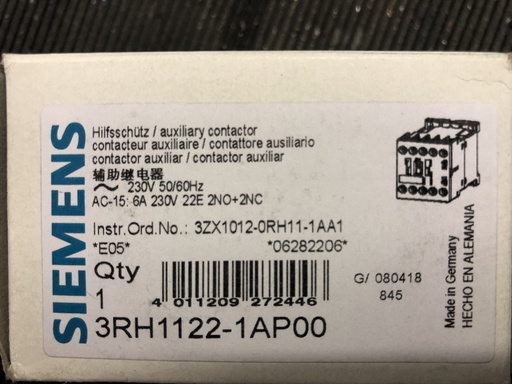 SIEMENS
Hilfsschütz / auxiliary contactor
contacteur auxiliaire / contattore ausiliario
contactor auxiliar / contactor auxiliar
辅助继电器
~ 230V 50/60Hz
AC-15: 6A 230V 22E 2NO+2NC
Instr.Ord.No.: 3ZX1012-0RH11-1AA1
*E05* *06282206*
Qty
1
4 011209 272446
3RH1122-1AP00
G/ 080418
845
Made in Germany
HECHO EN ALEMANIA